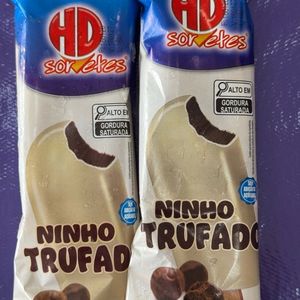 HD
sorvetes
ALTO EM
GORDURA
SATURADA
NINHO
TRUFADO
HD
sorvetes
ALTO EM
GORDURA
SATURADA
NINHO
TRUFADO